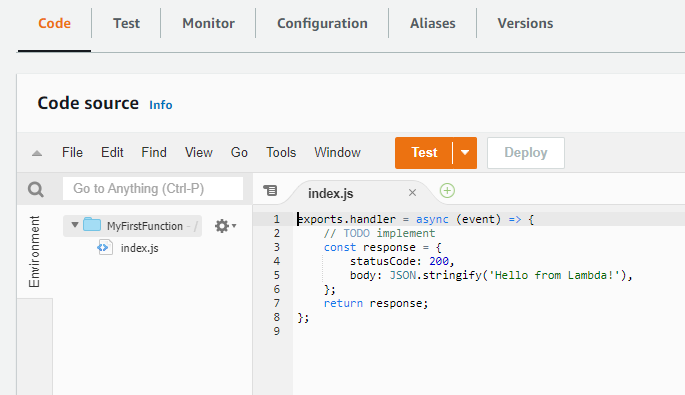 Code Test Monitor Configuration Aliases Versions
Code source Info
File Edit Find View Go Tools Window Test Deploy
Go to Anything (Ctrl-P)
index.js
Environment
MyFirstFunction - /
index.js
1 exports.handler = async (event) => {
2     // TODO implement
3     const response = {
4         statusCode: 200,
5         body: JSON.stringify('Hello from Lambda!'),
6     };
7     return response;
8 };
9